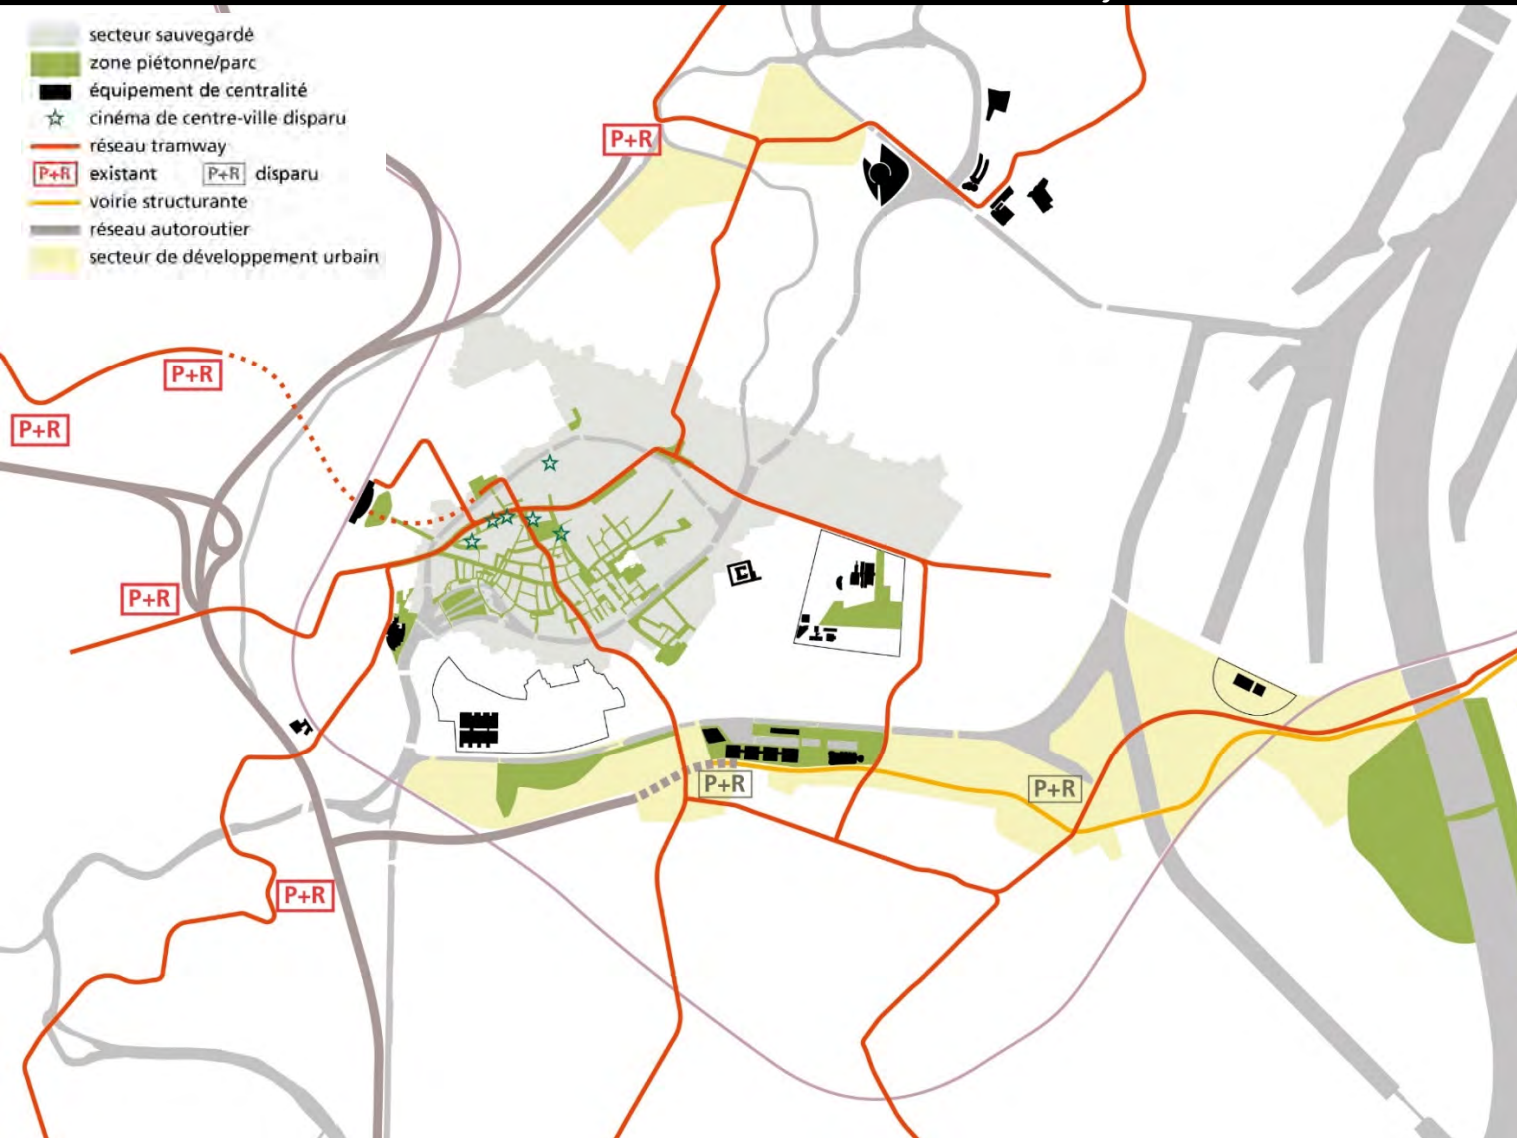 secteur sauvegardé
zone piétonne/parc
équipement de centralité
cinéma de centre-ville disparu
réseau tramway
P+R existant P+R disparu
voirie structurante
réseau autoroutier
secteur de développement urbain
P+R
P+R
P+R
P+R
P+R
P+R
P+R